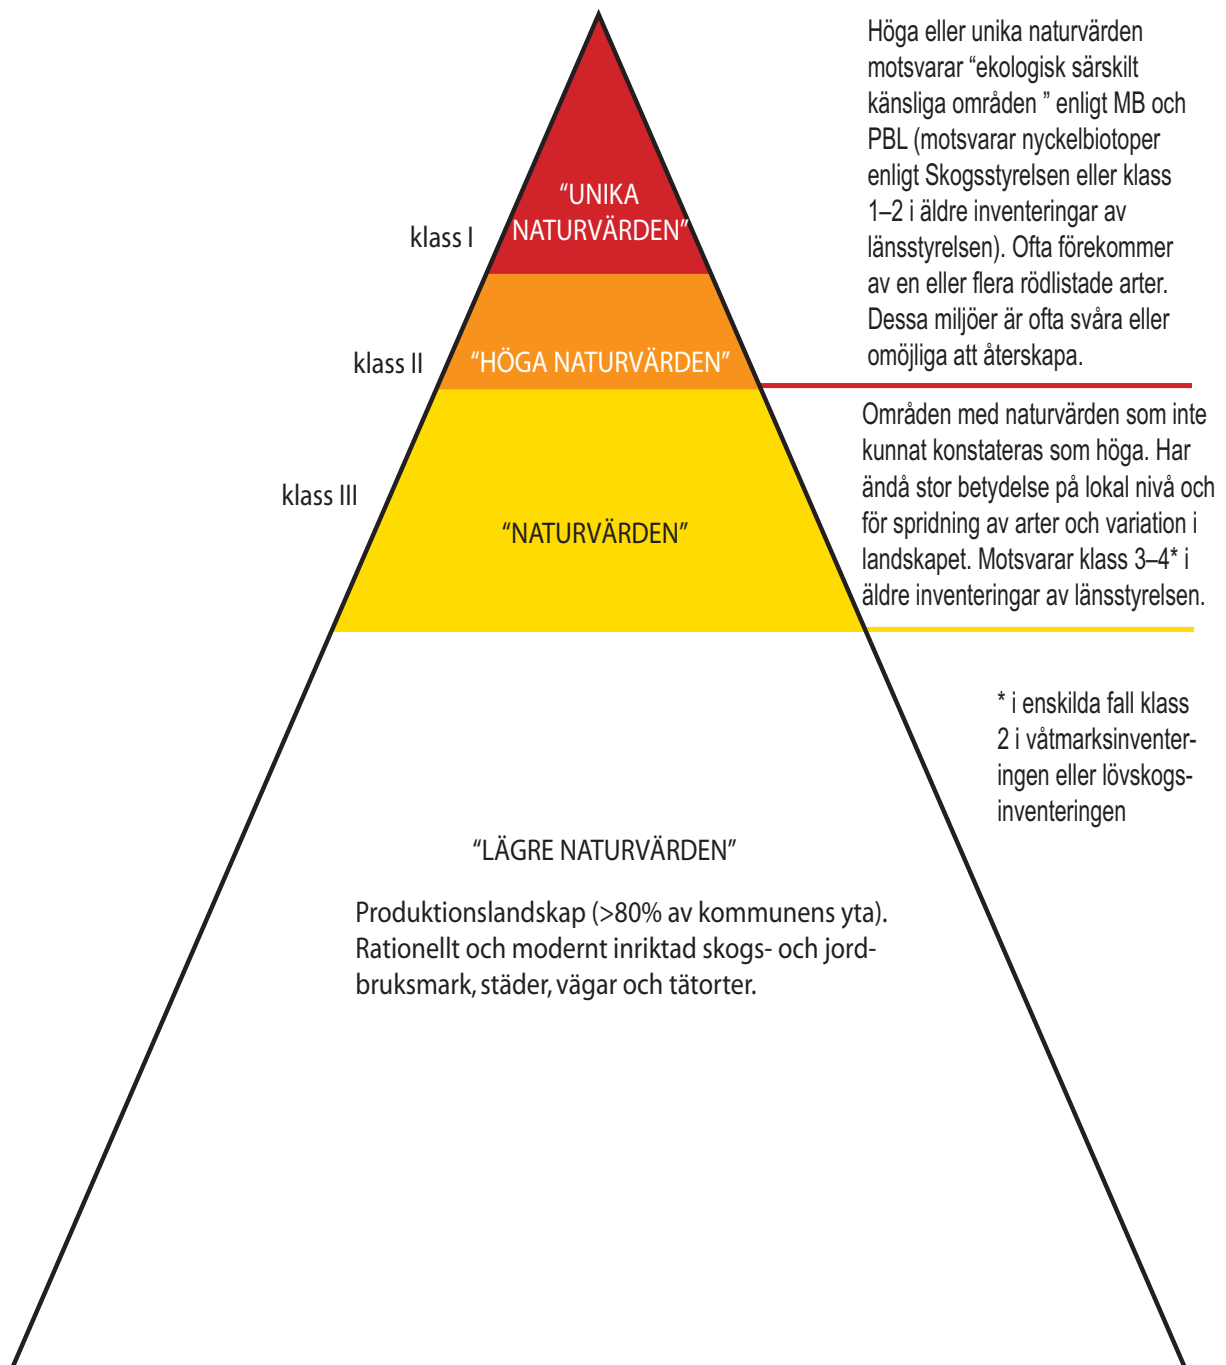 Höga eller unika naturvärden
motsvarar “ekologisk särskilt
känsliga områden ” enligt MB och
PBL (motsvarar nyckelbiotoper
enligt Skogsstyrelsen eller klass
1–2 i äldre inventeringar av
länsstyrelsen). Ofta förekommer
av en eller flera rödlistade arter.
Dessa miljöer är ofta svåra eller
omöjliga att återskapa.
“UNIKA
NATURVÄRDEN”
klass I
klass II
“HÖGA NATURVÄRDEN”
Områden med naturvärden som inte
kunnat konstateras som höga. Har
ändå stor betydelse på lokal nivå och
för spridning av arter och variation i
landskapet. Motsvarar klass 3–4* i
äldre inventeringar av länsstyrelsen.
klass III
“NATURVÄRDEN”
* i enskilda fall klass
2 i våtmarksinventer-
ingen eller lövskogs-
inventeringen
“LÄGRE NATURVÄRDEN”
Produktionslandskap (>80% av kommunens yta).
Rationellt och modernt inriktad skogs- och jord-
bruksmark, städer, vägar och tätorter.